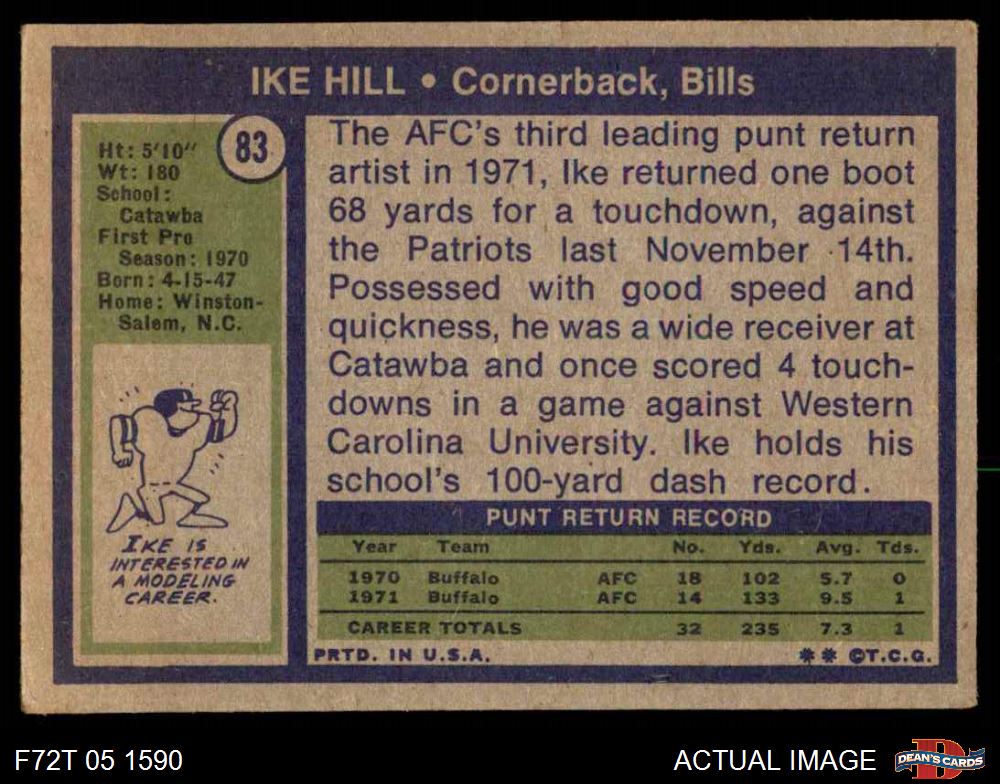 IKE HILL • Cornerback, Bills
83
Ht: 5'10"
Wt: 180
School:
Catawba
First Pro
Season: 1970
Born: 4-15-47
Home: Winston-
Salem, N.C.
IKE IS
INTERESTED IN
A MODELING
CAREER.
The AFC's third leading punt return
artist in 1971, Ike returned one boot
68 yards for a touchdown, against
the Patriots last November 14th.
Possessed with good speed and
quickness, he was a wide receiver at
Catawba and once scored 4 touch-
downs in a game against Western
Carolina University. Ike holds his
school's 100-yard dash record.
PUNT RETURN RECORD
Year Team No. Yds. Avg. Tds.
1970 Buffalo AFC 18 102 5.7 0
1971 Buffalo AFC 14 133 9.5 1
CAREER TOTALS 32 235 7.3 1
PRTD. IN U.S.A. ** ©T.C.G.
F72T 05 1590 ACTUAL IMAGE DEAN'S CARDS